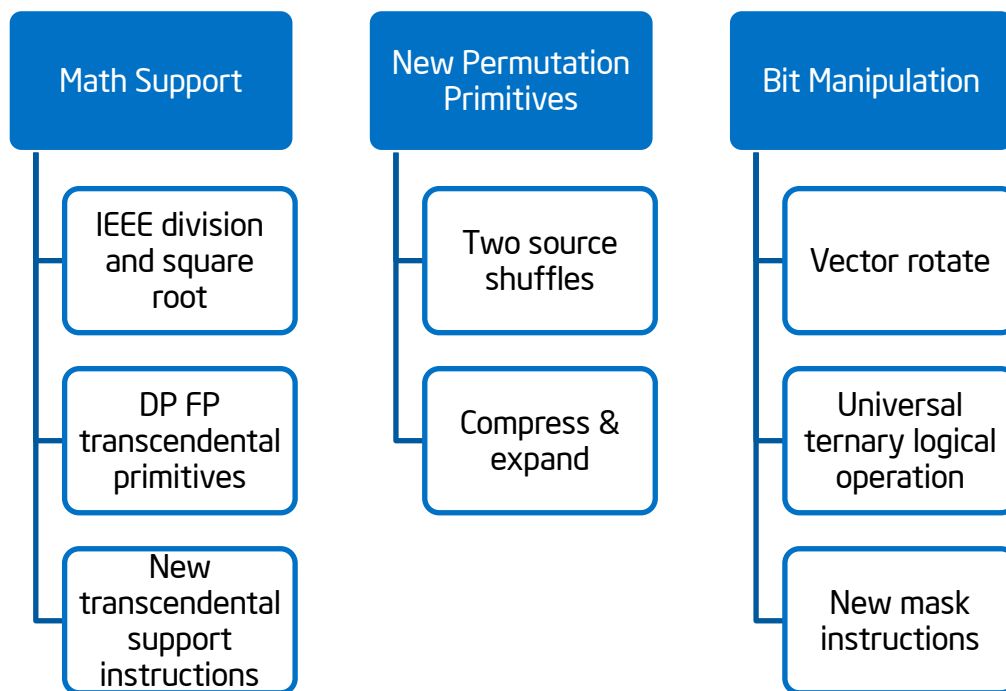 Math Support
IEEE division
and square
root
DP FP
transcendental
primitives
New
transcendental
support
instructions
New Permutation
Primitives
Two source
shuffles
Compress &
expand
Bit Manipulation
Vector rotate
Universal
ternary logical
operation
New mask
instructions